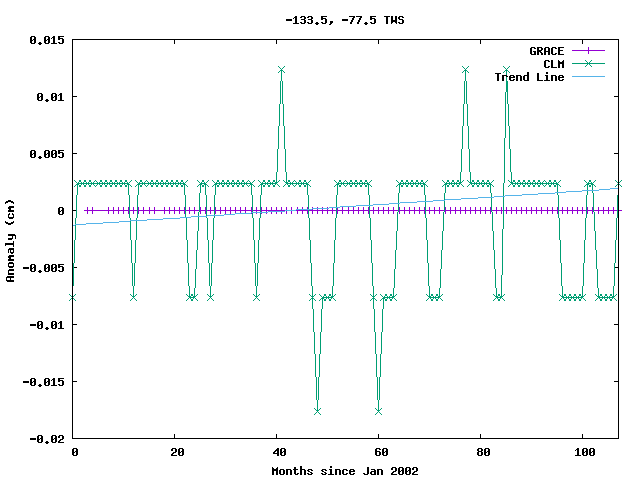 -133.5, -77.5 TWS
0.015
GRACE
CLM
Trend Line
0.01
0.005
0
-0.005
-0.01
-0.015
-0.02
Anomaly (cm)
0 20 40 60 80 100
Months since Jan 2002